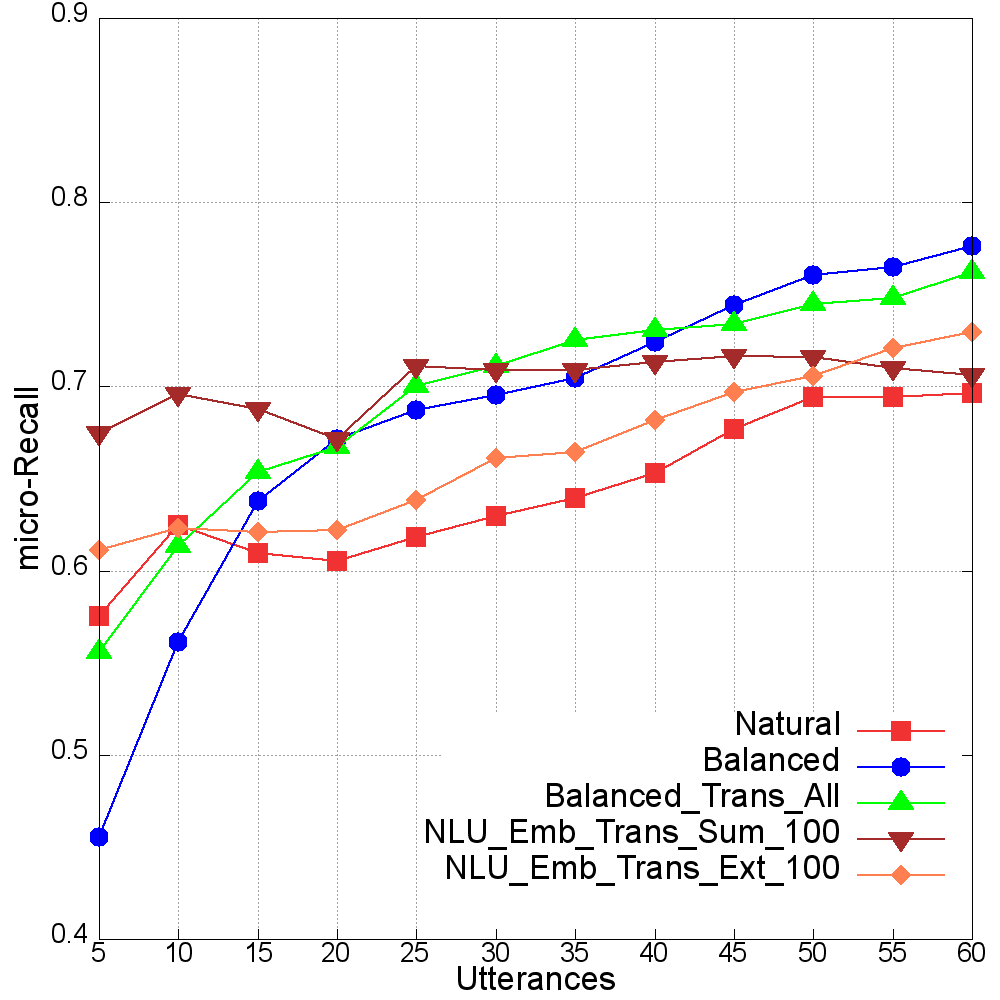 0.9
0.8
0.7
0.6
0.5
0.4
micro-Recall
Natural
Balanced
Balanced_Trans_All
NLU_Emb_Trans_Sum_100
NLU_Emb_Trans_Ext_100
5 10 15 20 25 30 35 40 45 50 55 60
Utterances